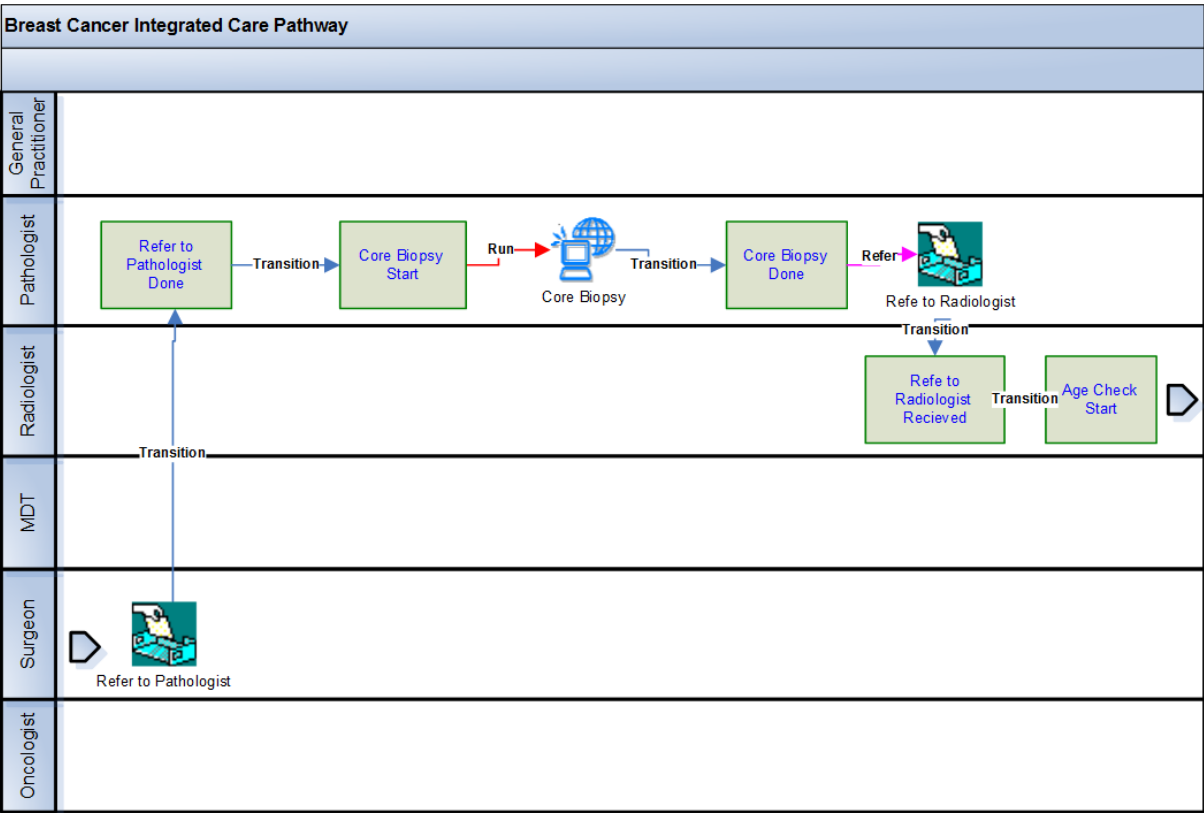 Breast Cancer Integrated Care Pathway
General
Practitioner
Pathologist
Refer to
Pathologist
Done
Transition
Core Biopsy
Start
Run
Core Biopsy
Transition
Core Biopsy
Done
Refer
Refe to Radiologist
Transition
Radiologist
Refe to
Radiologist
Recieved
Transition
Age Check
Start
Transition
MDT
Surgeon
Refer to Pathologist
Oncologist